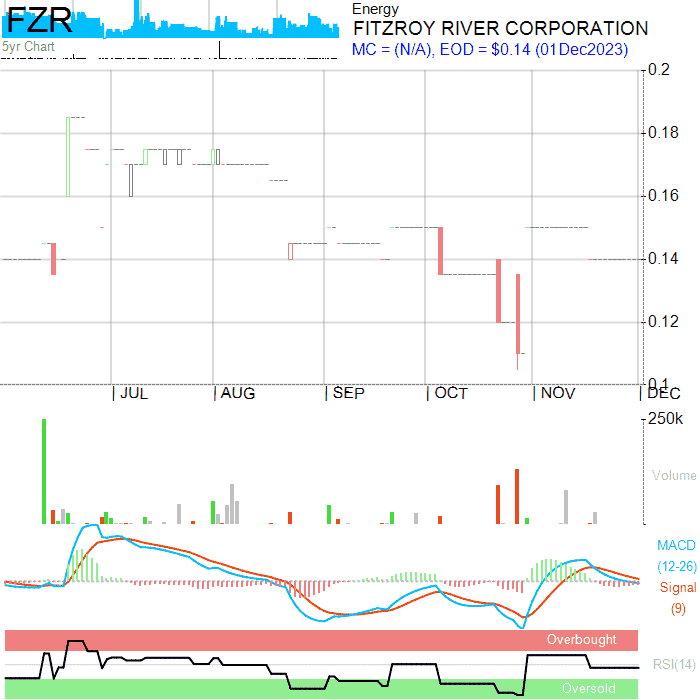 FZR
Energy
FITZROY RIVER CORPORATION
5yr Chart
MC = (N/A), EOD = $0.14 (01Dec2023)
0.2
0.18
0.16
0.14
0.12
0.1
JUL
AUG
SEP
OCT
NOV
DEC
250k
Volume
MACD
(12-26)
Signal
(9)
Overbought
RSI(14)
Oversold